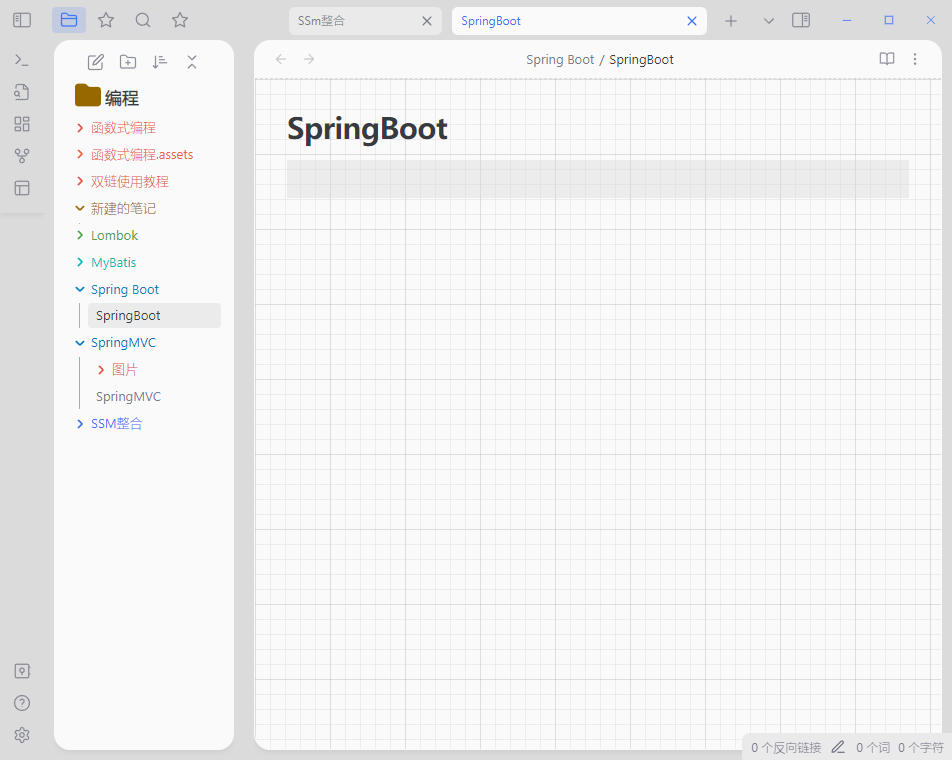 SSm整合
SpringBoot
Spring Boot / SpringBoot
编程
函数式编程
函数式编程.assets
双链使用教程
新建的笔记
Lombok
MyBatis
Spring Boot
SpringBoot
SpringMVC
图片
SpringMVC
SSM整合
SpringBoot
0 个反向链接 0 个词 0 个字符